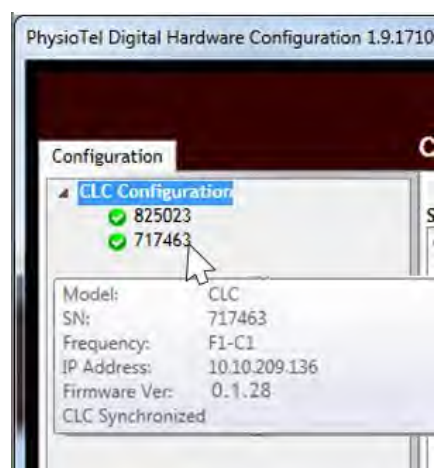 PhysioTel Digital Hardware Configuration 1.9.1710
Configuration
C
CLC Configuration
S
825023
717463
Model: CLC
SN: 717463
Frequency: F1-C1
IP Address: 10.10.209.136
Firmware Ver: 0.1.28
CLC Synchronized